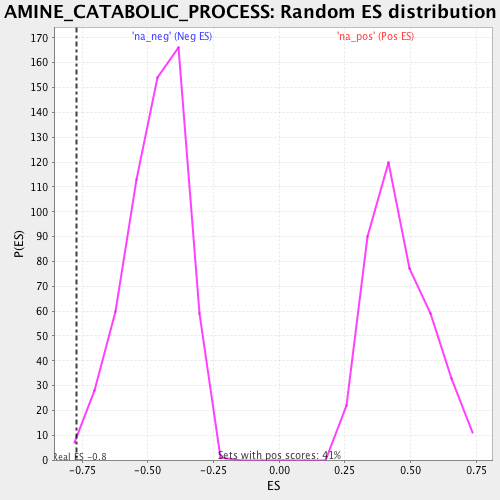 AMINE_CATABOLIC_PROCESS: Random ES distribution
'na_neg' (Neg ES) 'na_pos' (Pos ES)
170
160
150
140
130
120
110
100
90
80
70
60
50
40
30
20
10
0
P(ES)
Real ES -0.8
Sets with pos scores: 41%
-0.75 -0.50 -0.25 0.00 0.25 0.50 0.75
ES